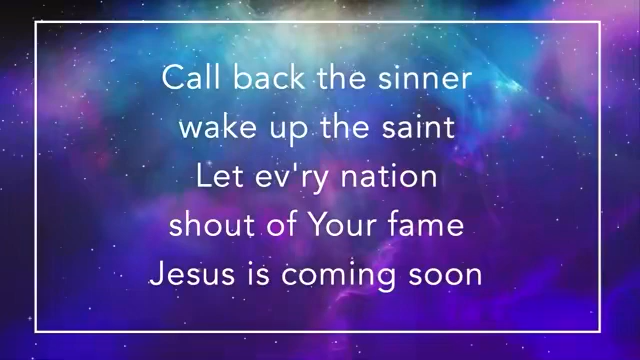 Call back the sinner
wake up the saint
Let ev'ry nation
shout of Your fame
Jesus is coming soon